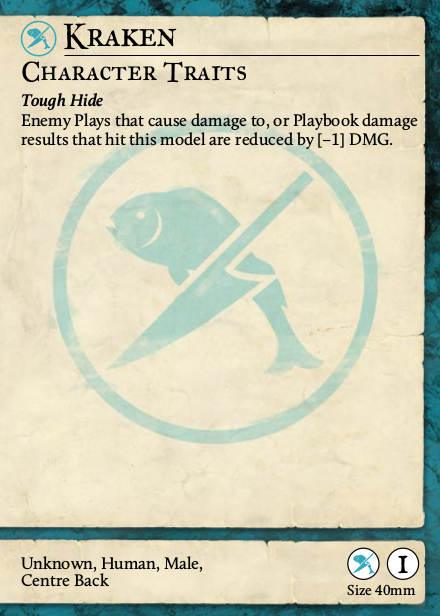 Kraken
Character Traits
Tough Hide
Enemy Plays that cause damage to, or Playbook damage
results that hit this model are reduced by [−1] DMG.
Unknown, Human, Male,
Centre Back
1
Size 40mm